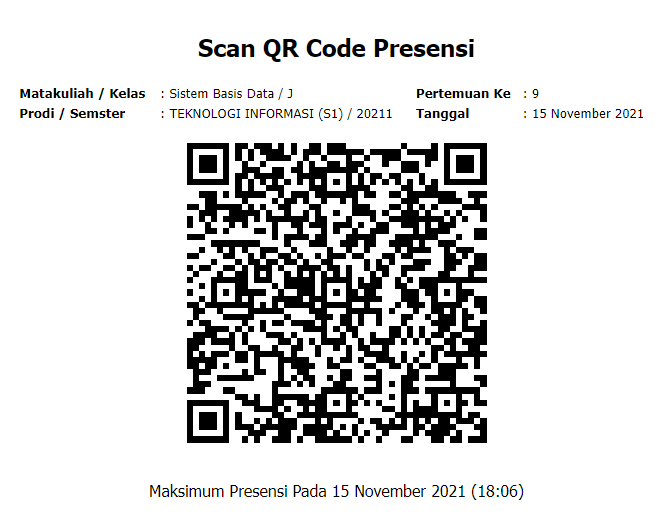 Scan QR Code Presensi
Matakuliah / Kelas : Sistem Basis Data / J Pertemuan Ke : 9
Prodi / Semster : TEKNOLOGI INFORMASI (S1) / 20211 Tanggal : 15 November 2021
Maksimum Presensi Pada 15 November 2021 (18:06)